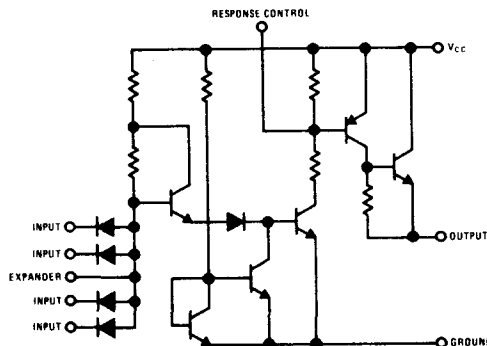 RESPONSE CONTROL
VCC
INPUT
INPUT
EXPANDER
INPUT
INPUT
OUTPUT
GROUND